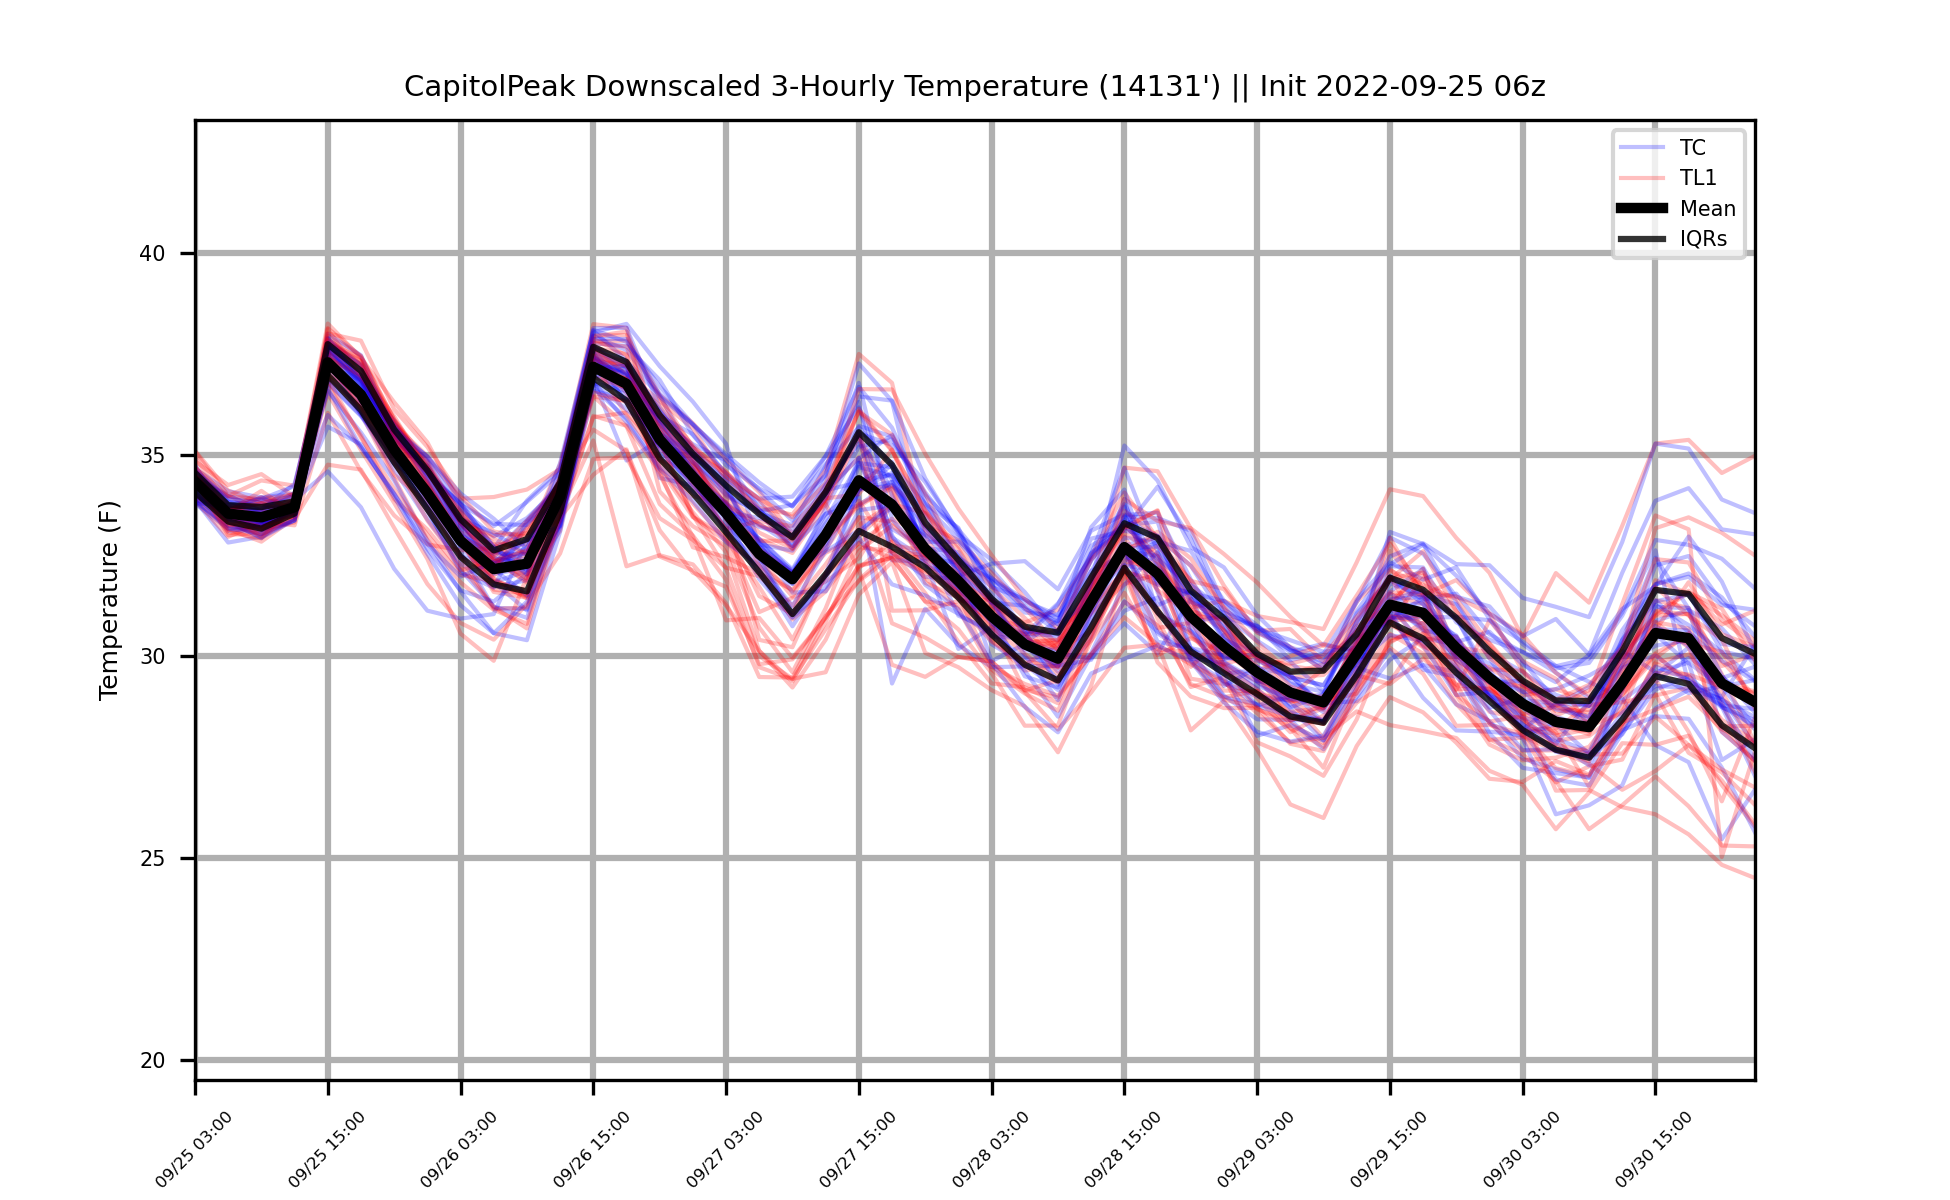 CapitolPeak Downscaled 3-Hourly Temperature (14131') || Init 2022-09-25 06z
TC
TL1
Mean
IQRs
Temperature (F)
40
35
30
25
20
09/25 03:00
09/25 15:00
09/26 03:00
09/26 15:00
09/27 03:00
09/27 15:00
09/28 03:00
09/28 15:00
09/29 03:00
09/29 15:00
09/30 03:00
09/30 15:00